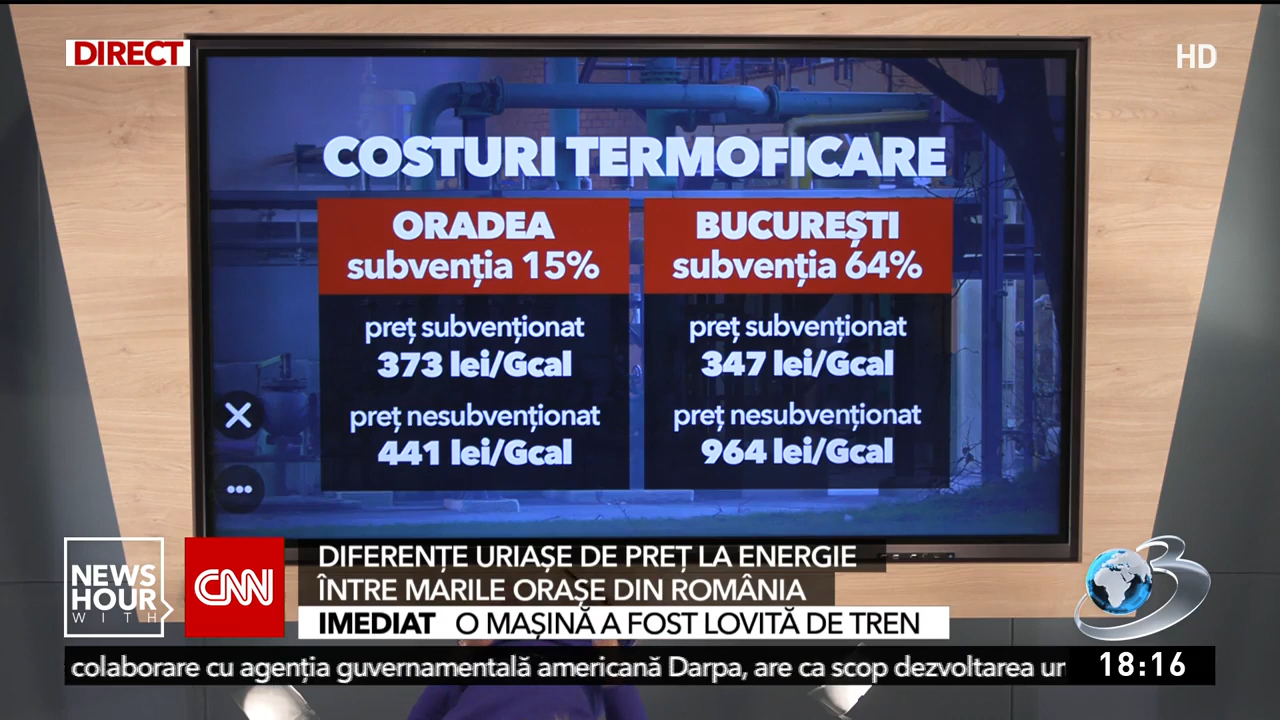 DIRECT
HD
COSTURI TERMOFICARE
ORADEA
subvenția 15%
preț subvenționat
373 lei/Gcal
preț nesubvenționat
441 lei/Gcal
BUCUREȘTI
subvenția 64%
preț subvenționat
347 lei/Gcal
preț nesubvenționat
964 lei/Gcal
NEWS
HOUR
WITH
CNN
DIFERENȚE URIAȘE DE PREȚ LA ENERGIE
ÎNTRE MARILE ORAȘE DIN ROMÂNIA
IMEDIAT O MAȘINĂ A FOST LOVITĂ DE TREN
3
colaborare cu agenția guvernamentală americană Darpa, are ca scop dezvoltarea
18:16